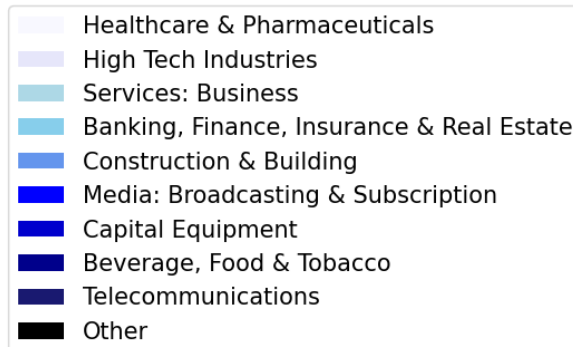 Healthcare & Pharmaceuticals
High Tech Industries
Services: Business
Banking, Finance, Insurance & Real Estate
Construction & Building
Media: Broadcasting & Subscription
Capital Equipment
Beverage, Food & Tobacco
Telecommunications
Other